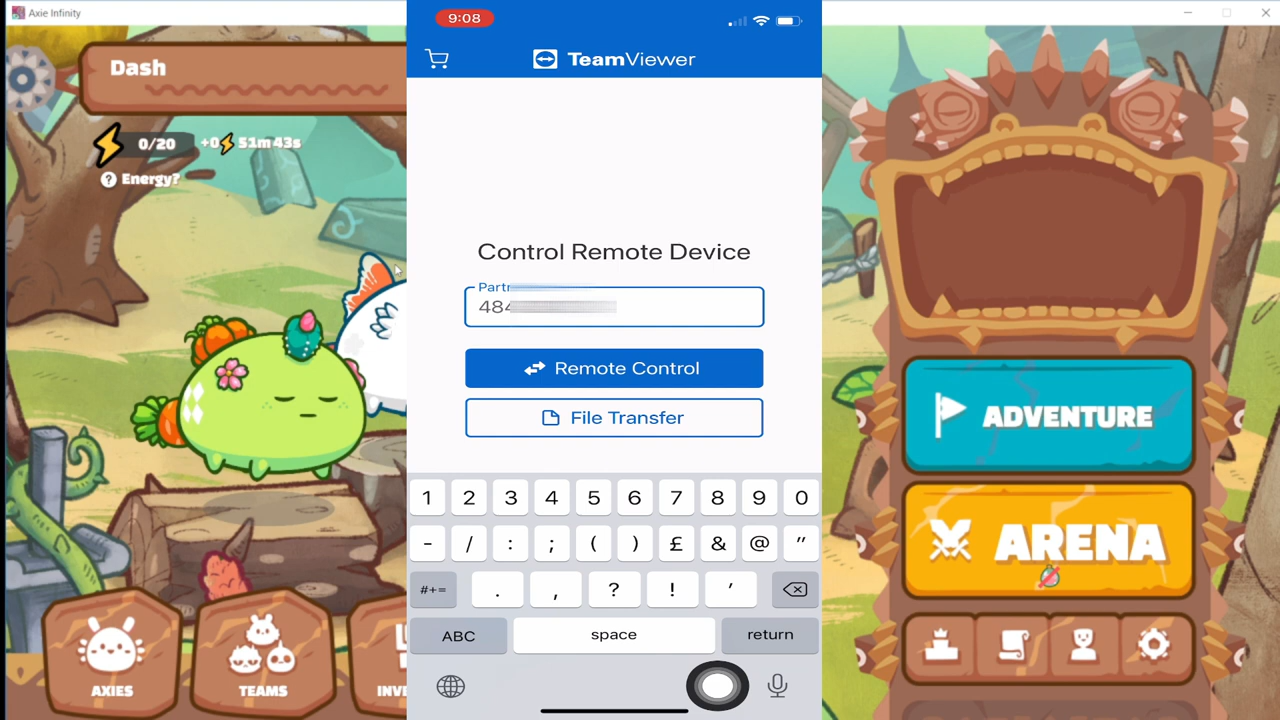 Axie Infinity
Dash
0/20 +0 51m 43s
? Energy?
AXIES
TEAMS
9:08
TeamViewer
Control Remote Device
484
Remote Control
File Transfer
1 2 3 4 5 6 7 8 9 0
- / : ; ( ) £ & @ "
#+= . , ? ! '
ABC space return
ADVENTURE
ARENA